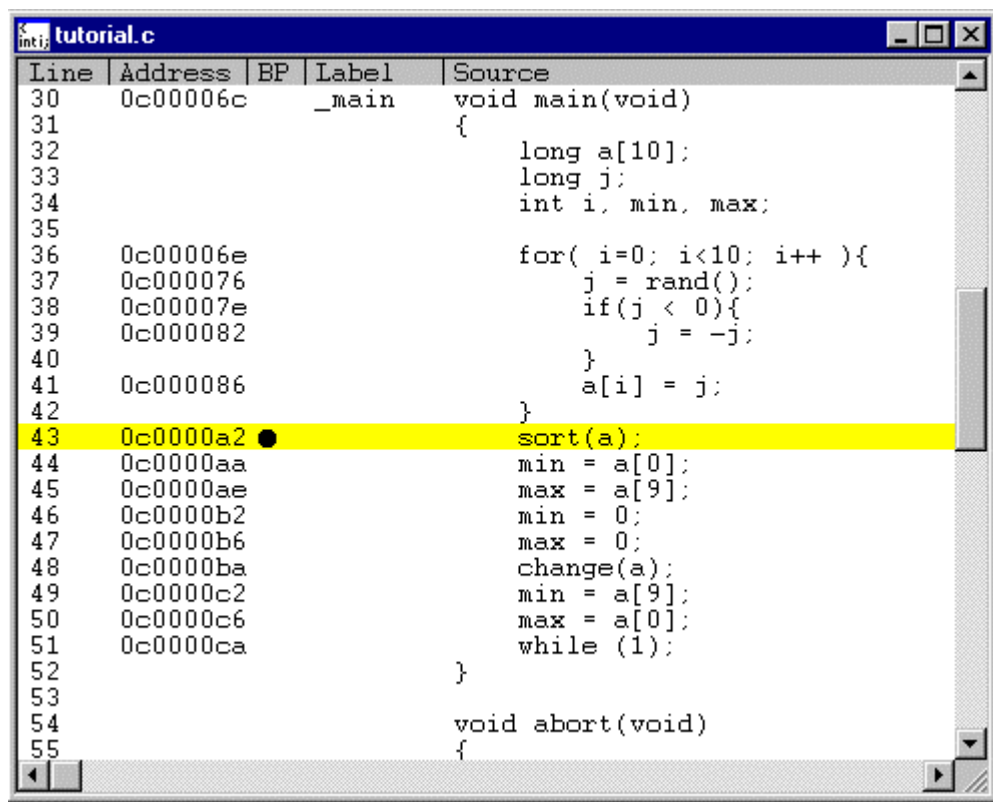 int i; tutorial.c
Line Address BP Label Source
30 0c00006c _main void main(void)
31 {
32 long a[10];
33 long j;
34 int i, min, max;
35
36 0c00006e for( i=0; i<10; i++ ){
37 0c000076 j = rand();
38 0c00007e if(j < 0){
39 0c000082 j = -j;
40 }
41 0c000086 a[i] = j;
42 }
43 0c0000a2 ● sort(a);
44 0c0000aa min = a[0];
45 0c0000ae max = a[9];
46 0c0000b2 min = 0;
47 0c0000b6 max = 0;
48 0c0000ba change(a);
49 0c0000c2 min = a[9];
50 0c0000c6 max = a[0];
51 0c0000ca while (1);
52 }
53
54 void abort(void)
55 {